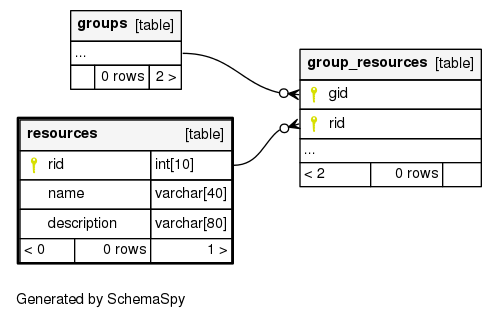 groups [table]
...
0 rows 2 >
group_resources [table]
gid
rid
...
< 2 0 rows
resources [table]
rid int[10]
name varchar[40]
description varchar[80]
< 0 0 rows 1 >
Generated by SchemaSpy